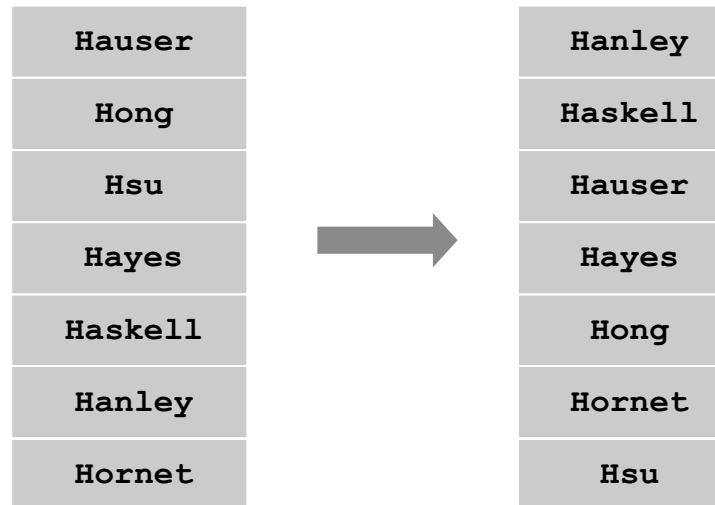 Hauser
Hong
Hsu
Hayes
Haskell
Hanley
Hornet
Hanley
Haskell
Hauser
Hayes
Hong
Hornet
Hsu